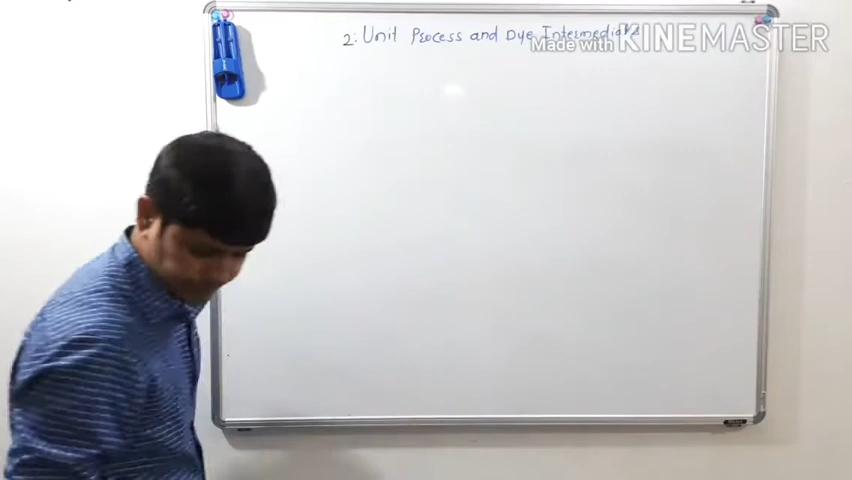 2: Unit Process and Dye Intermediate
Made with KINEMASTER